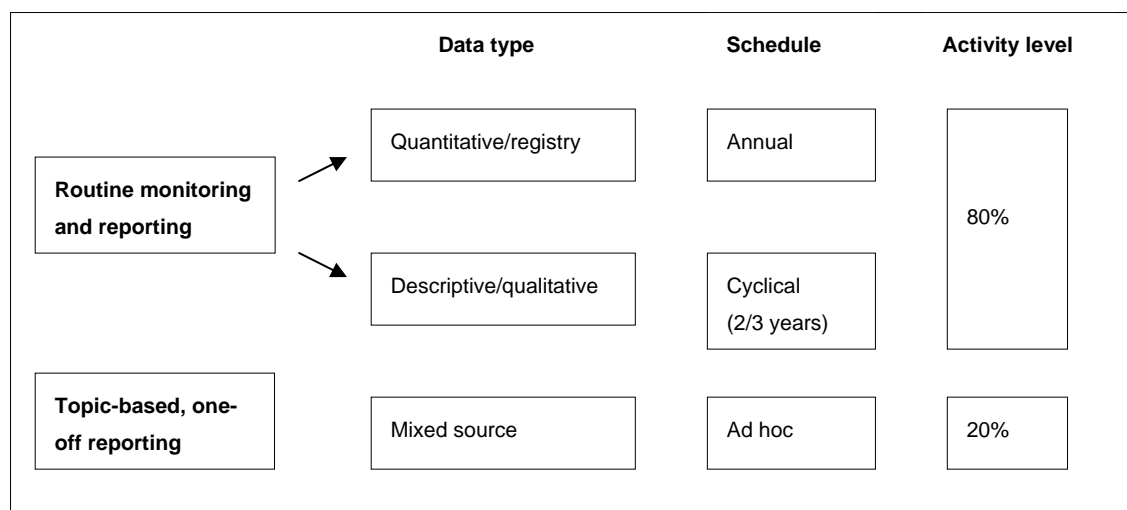 Data type
Schedule
Activity level
Quantitative/registry
Annual
Routine monitoring
and reporting
80%
Descriptive/qualitative
Cyclical
(2/3 years)
Topic-based, one-
off reporting
Mixed source
Ad hoc
20%